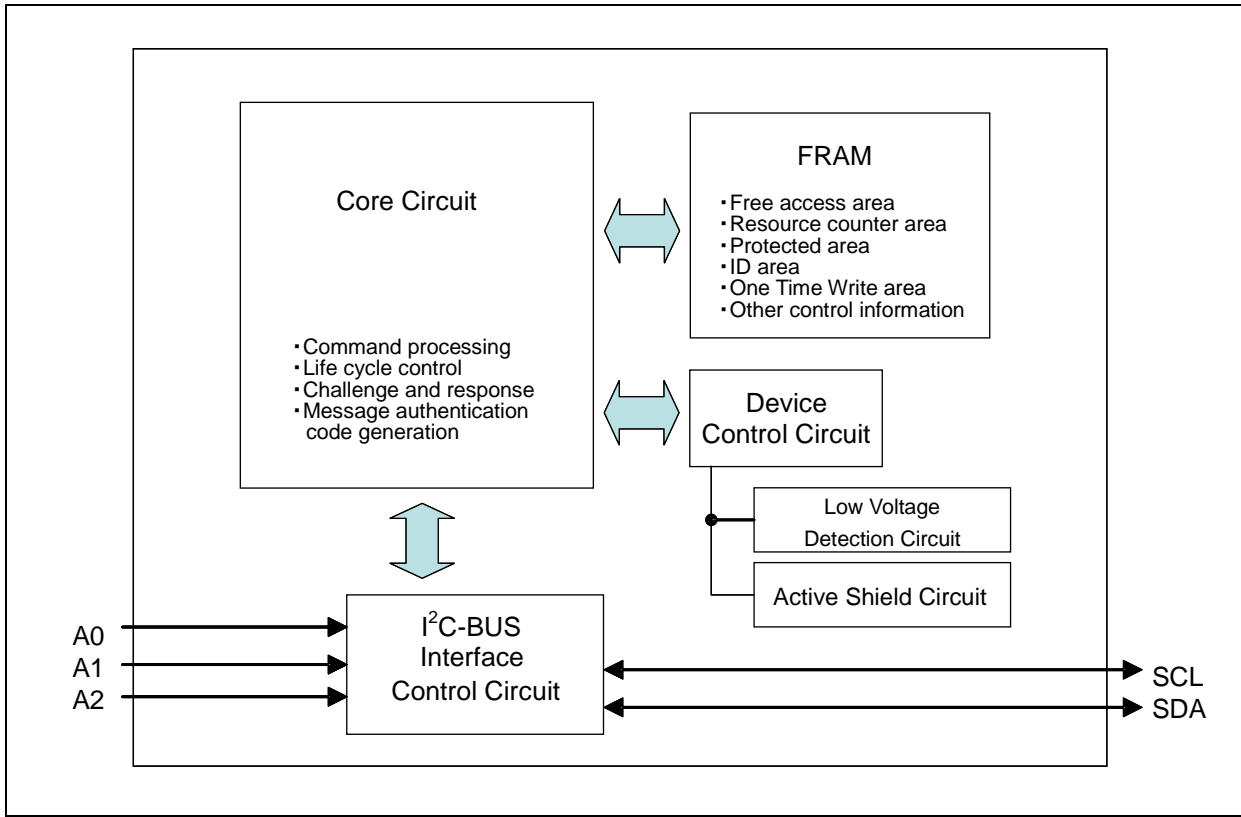 Core Circuit
・Command processing
・Life cycle control
・Challenge and response
・Message authentication
code generation
FRAM
・Free access area
・Resource counter area
・Protected area
・ID area
・One Time Write area
・Other control information
Device
Control Circuit
Low Voltage
Detection Circuit
Active Shield Circuit
I²C-BUS
Interface
Control Circuit
A0
A1
A2
SCL
SDA